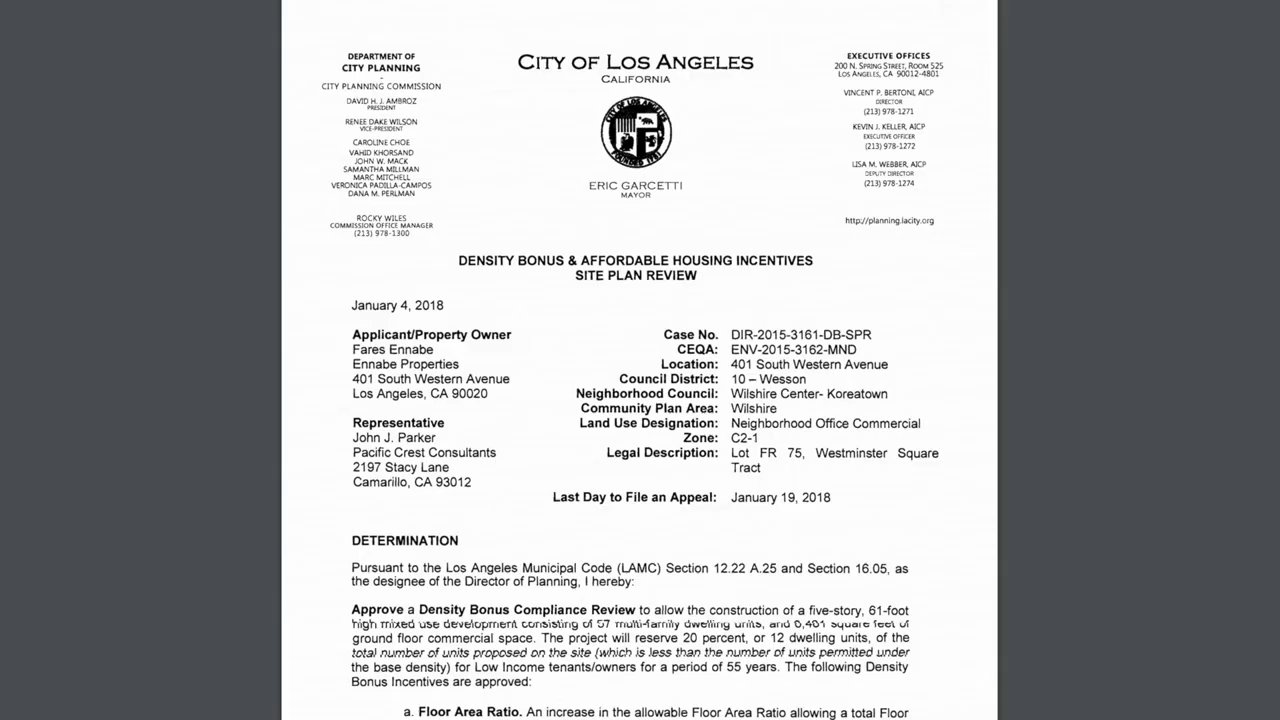 DEPARTMENT OF
CITY PLANNING
-
CITY PLANNING COMMISSION
DAVID H. J. AMBROZ
PRESIDENT
RENEE DAKE WILSON
VICE-PRESIDENT
CAROLINE CHOE
VAHID KHORSAND
JOHN W. MACK
SAMANTHA MILLMAN
MARC MITCHELL
VERONICA PADILLA-CAMPOS
DANA M. PERLMAN
ROCKY WILES
COMMISSION OFFICE MANAGER
(213) 978-1300
CITY OF LOS ANGELES
CALIFORNIA
CITY OF LOS ANGELES
FOUNDED 1781
ERIC GARCETTI
MAYOR
EXECUTIVE OFFICES
200 N. SPRING STREET, ROOM 525
LOS ANGELES, CA 90012-4801
VINCENT P. BERTONI, AICP
DIRECTOR
(213) 978-1271
KEVIN J. KELLER, AICP
EXECUTIVE OFFICER
(213) 978-1272
LISA M. WEBBER, AICP
DEPUTY DIRECTOR
(213) 978-1274
http://planning.lacity.org
DENSITY BONUS & AFFORDABLE HOUSING INCENTIVES
SITE PLAN REVIEW
January 4, 2018
Applicant/Property Owner
Fares Ennabe
Ennabe Properties
401 South Western Avenue
Los Angeles, CA 90020
Representative
John J. Parker
Pacific Crest Consultants
2197 Stacy Lane
Camarillo, CA 93012
Case No. DIR-2015-3161-DB-SPR
CEQA: ENV-2015-3162-MND
Location: 401 South Western Avenue
Council District: 10 – Wesson
Neighborhood Council: Wilshire Center- Koreatown
Community Plan Area: Wilshire
Land Use Designation: Neighborhood Office Commercial
Zone: C2-1
Legal Description: Lot FR 75, Westminster Square
Tract
Last Day to File an Appeal: January 19, 2018
DETERMINATION
Pursuant to the Los Angeles Municipal Code (LAMC) Section 12.22 A.25 and Section 16.05, as
the designee of the Director of Planning, I hereby:
Approve a Density Bonus Compliance Review to allow the construction of a five-story, 61-foot
high mixed use development consisting of 57 multi-family dwelling units, and square feet of
ground floor commercial space. The project will reserve 20 percent, or 12 dwelling units, of the
total number of units proposed on the site (which is less than the number of units permitted under
the base density) for Low Income tenants/owners for a period of 55 years. The following Density
Bonus Incentives are approved:
a. Floor Area Ratio. An increase in the allowable Floor Area Ratio allowing a total Floor